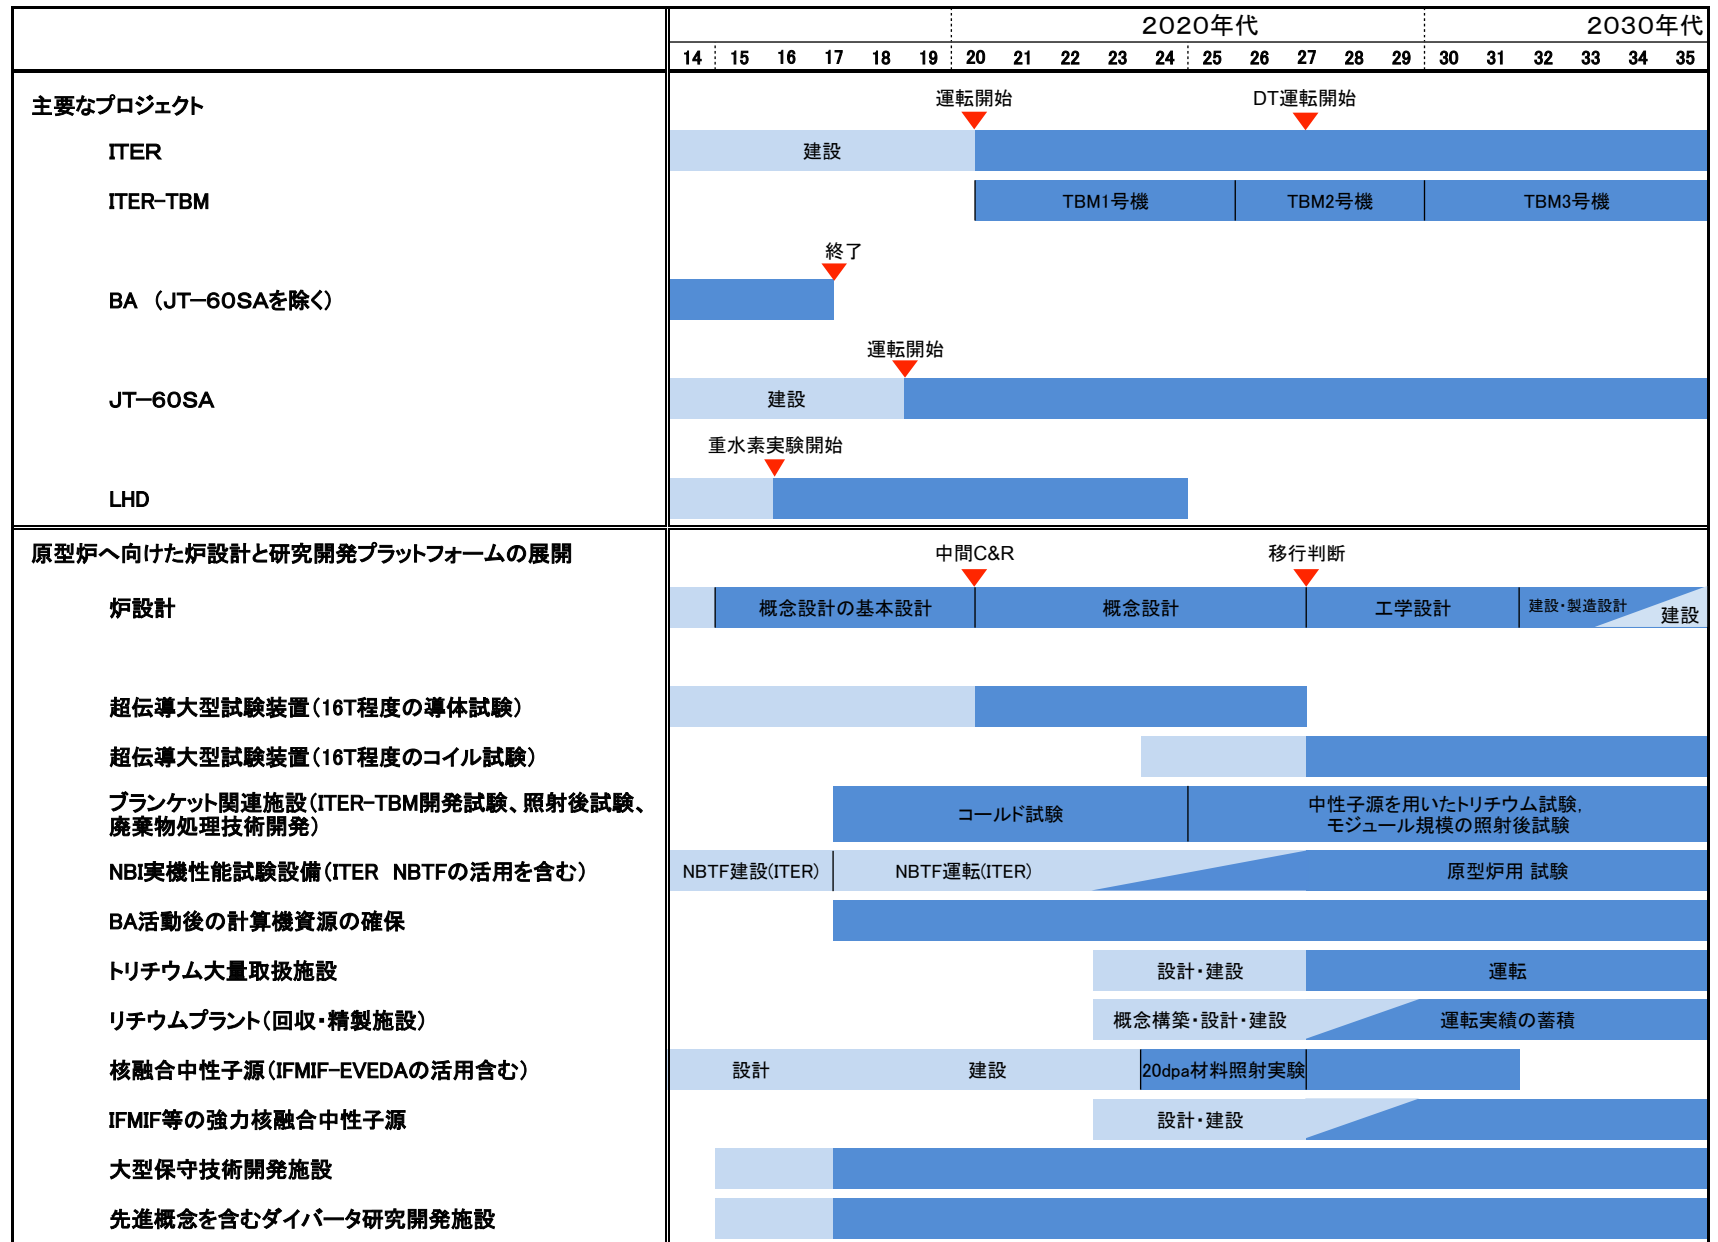 2020年代 2030年代
14 15 16 17 18 19 20 21 22 23 24 25 26 27 28 29 30 31 32 33 34 35
主要なプロジェクト
運転開始 DT運転開始
ITER
建設
ITER-TBM
TBM1号機 TBM2号機 TBM3号機
終了
BA （JT－60SAを除く）
運転開始
JT－60SA
建設
重水素実験開始
LHD
原型炉へ向けた炉設計と研究開発プラットフォームの展開
中間C&R 移行判断
炉設計
概念設計の基本設計 概念設計 工学設計 建設・製造設計 建設
超伝導大型試験装置（16T程度の導体試験）
超伝導大型試験装置（16T程度のコイル試験）
ブランケット関連施設（ITER-TBM開発試験、照射後試験、
廃棄物処理技術開発）
コールド試験
中性子源を用いたトリチウム試験,
モジュール規模の照射後試験
NBI実機性能試験設備（ITER NBTFの活用を含む）
NBTF建設(ITER) NBTF運転(ITER) 原型炉用 試験
BA活動後の計算機資源の確保
トリチウム大量取扱施設
設計・建設 運転
リチウムプラント（回収・精製施設）
概念構築・設計・建設 運転実績の蓄積
核融合中性子源（IFMIF-EVEDAの活用含む）
設計 建設 20dpa材料照射実験
IFMIF等の強力核融合中性子源
設計・建設
大型保守技術開発施設
先進概念を含むダイバータ研究開発施設